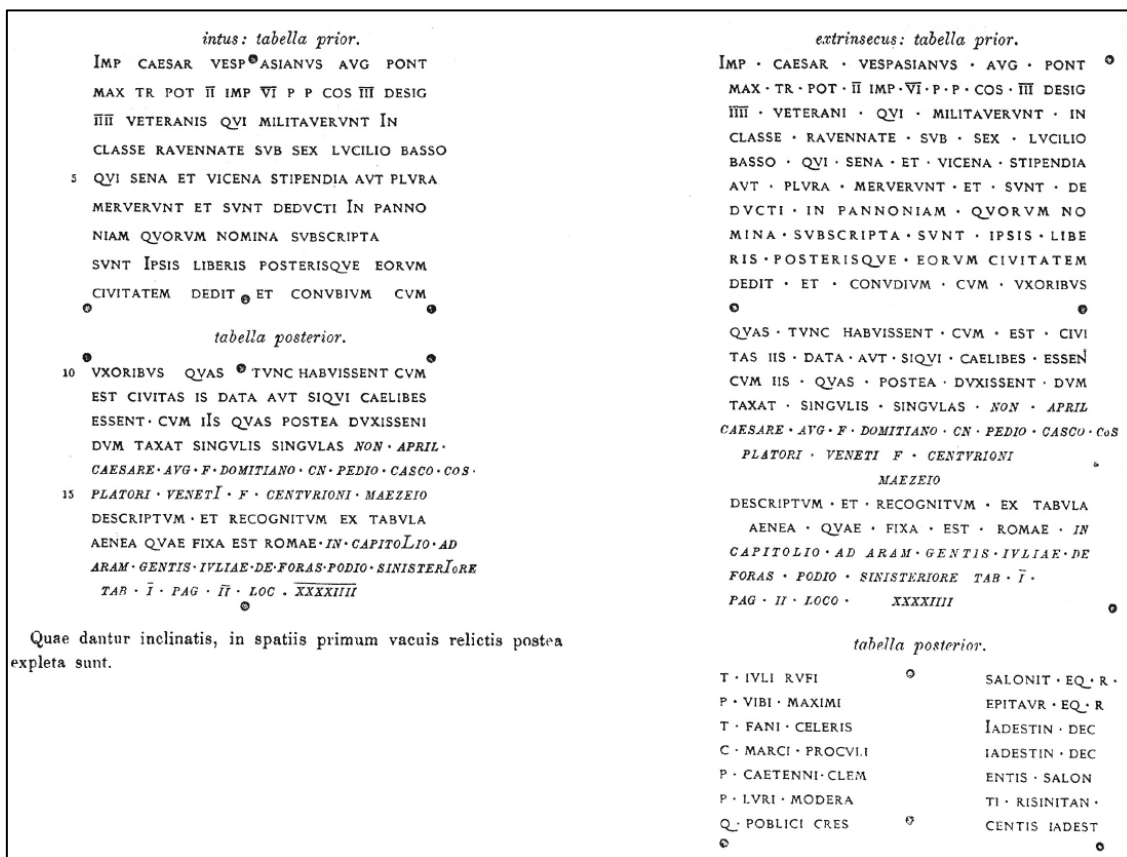 intus: tabella prior.
IMP CAESAR VESPASIANVS AVG PONT
MAX TR POT I̅I̅ IMP V̅I̅ P P COS I̅I̅I̅ DESIG
I̅I̅I̅I̅ VETERANIS QVI MILITAVERVNT IN
CLASSE RAVENNATE SVB SEX LVCILIO BASSO
5 QVI SENA ET VICENA STIPENDIA AVT PLVRA
MERVERVNT ET SVNT DEDVCTI IN PANNO
NIAM QVORVM NOMINA SVBSCRIPTA
SVNT IPSIS LIBERIS POSTERISQVE EORVM
CIVITATEM DEDIT ET CONVBIVM CVM
tabella posterior.
10 VXORIBVS QVAS TVNC HABVISSENT CVM
EST CIVITAS IS DATA AVT SIQVI CAELIBES
ESSENT · CVM IIS QVAS POSTEA DVXISSENI
DVM TAXAT SINGVLIS SINGVLAS NON · APRIL ·
CAESARE · AVG · F · DOMITIANO · CN · PEDIO · CASCO · COS ·
15 PLATORI · VENETI · F · CENTVRIONI · MAEZEIO
DESCRIPTVM · ET RECOGNITVM EX TABVLA
AENEA QVAE FIXA EST ROMAE · IN · CAPITOLIO · AD
ARAM · GENTIS · IVLIAE · DE · FORAS · PODIO · SINISTERIoRE
TAB · I̅ · PAG · I̅I̅ · LOC . X̅X̅X̅X̅I̅I̅I̅I̅
Quae dantur inclinatis, in spatiis primum vacuis relictis postea
expleta sunt.
extrinsecus: tabella prior.
IMP · CAESAR · VESPASIANVS · AVG · PONT
MAX · TR · POT · I̅I̅ IMP · V̅I̅ · P · P · COS · I̅I̅I̅ DESIG
I̅I̅I̅I̅ · VETERANI · QVI · MILITAVERVNT · IN
CLASSE · RAVENNATE · SVB · SEX · LVCILIO
BASSO · QVI · SENA · ET · VICENA · STIPENDIA
AVT · PLVRA · MERVERVNT · ET · SVNT · DE
DVCTI · IN PANNONIAM · QVORVM NO
MINA · SVBSCRIPTA · SVNT · IPSIS · LIBE
RIS · POSTERISQVE · EORVM CIVITATEM
DEDIT · ET · CONVDIVM · CVM · VXORIBVS
QVAS · TVNC HABVISSENT · CVM · EST · CIVI
TAS IIS · DATA · AVT · SIQVI · CAELIBES · ESSEN
CVM IIS · QVAS · POSTEA · DVXISSENT · DVM
TAXAT · SINGVLIS · SINGVLAS · NON · APRIL
CAESARE · AVG · F · DOMITIANO · CN · PEDIO · CASCO · CoS
PLATORI · VENETI F · CENTVRIONI
MAEZEIO
DESCRIPTVM · ET · RECOGNITVM · EX TABVLA
AENEA · QVAE · FIXA · EST · ROMAE · IN
CAPITOLIO · AD ARAM · GENTIS · IVLIAE · DE
FORAS · PODIO · SINISTERIORE TAB · I̅ ·
PAG · II · LOCO · XXXXIIII
tabella posterior.
T · IVLI RVFI SALONIT · EQ · R ·
P · VIBI · MAXIMI EPITAVR · EQ · R
T · FANI · CELERIS IADESTIN · DEC
C · MARCI · PROCVLI IADESTIN · DEC
P · CAETENNI · CLEM ENTIS · SALON
P · LVRI · MODERA TI · RISINITAN ·
Q · POBLICI CRES CENTIS IADEST